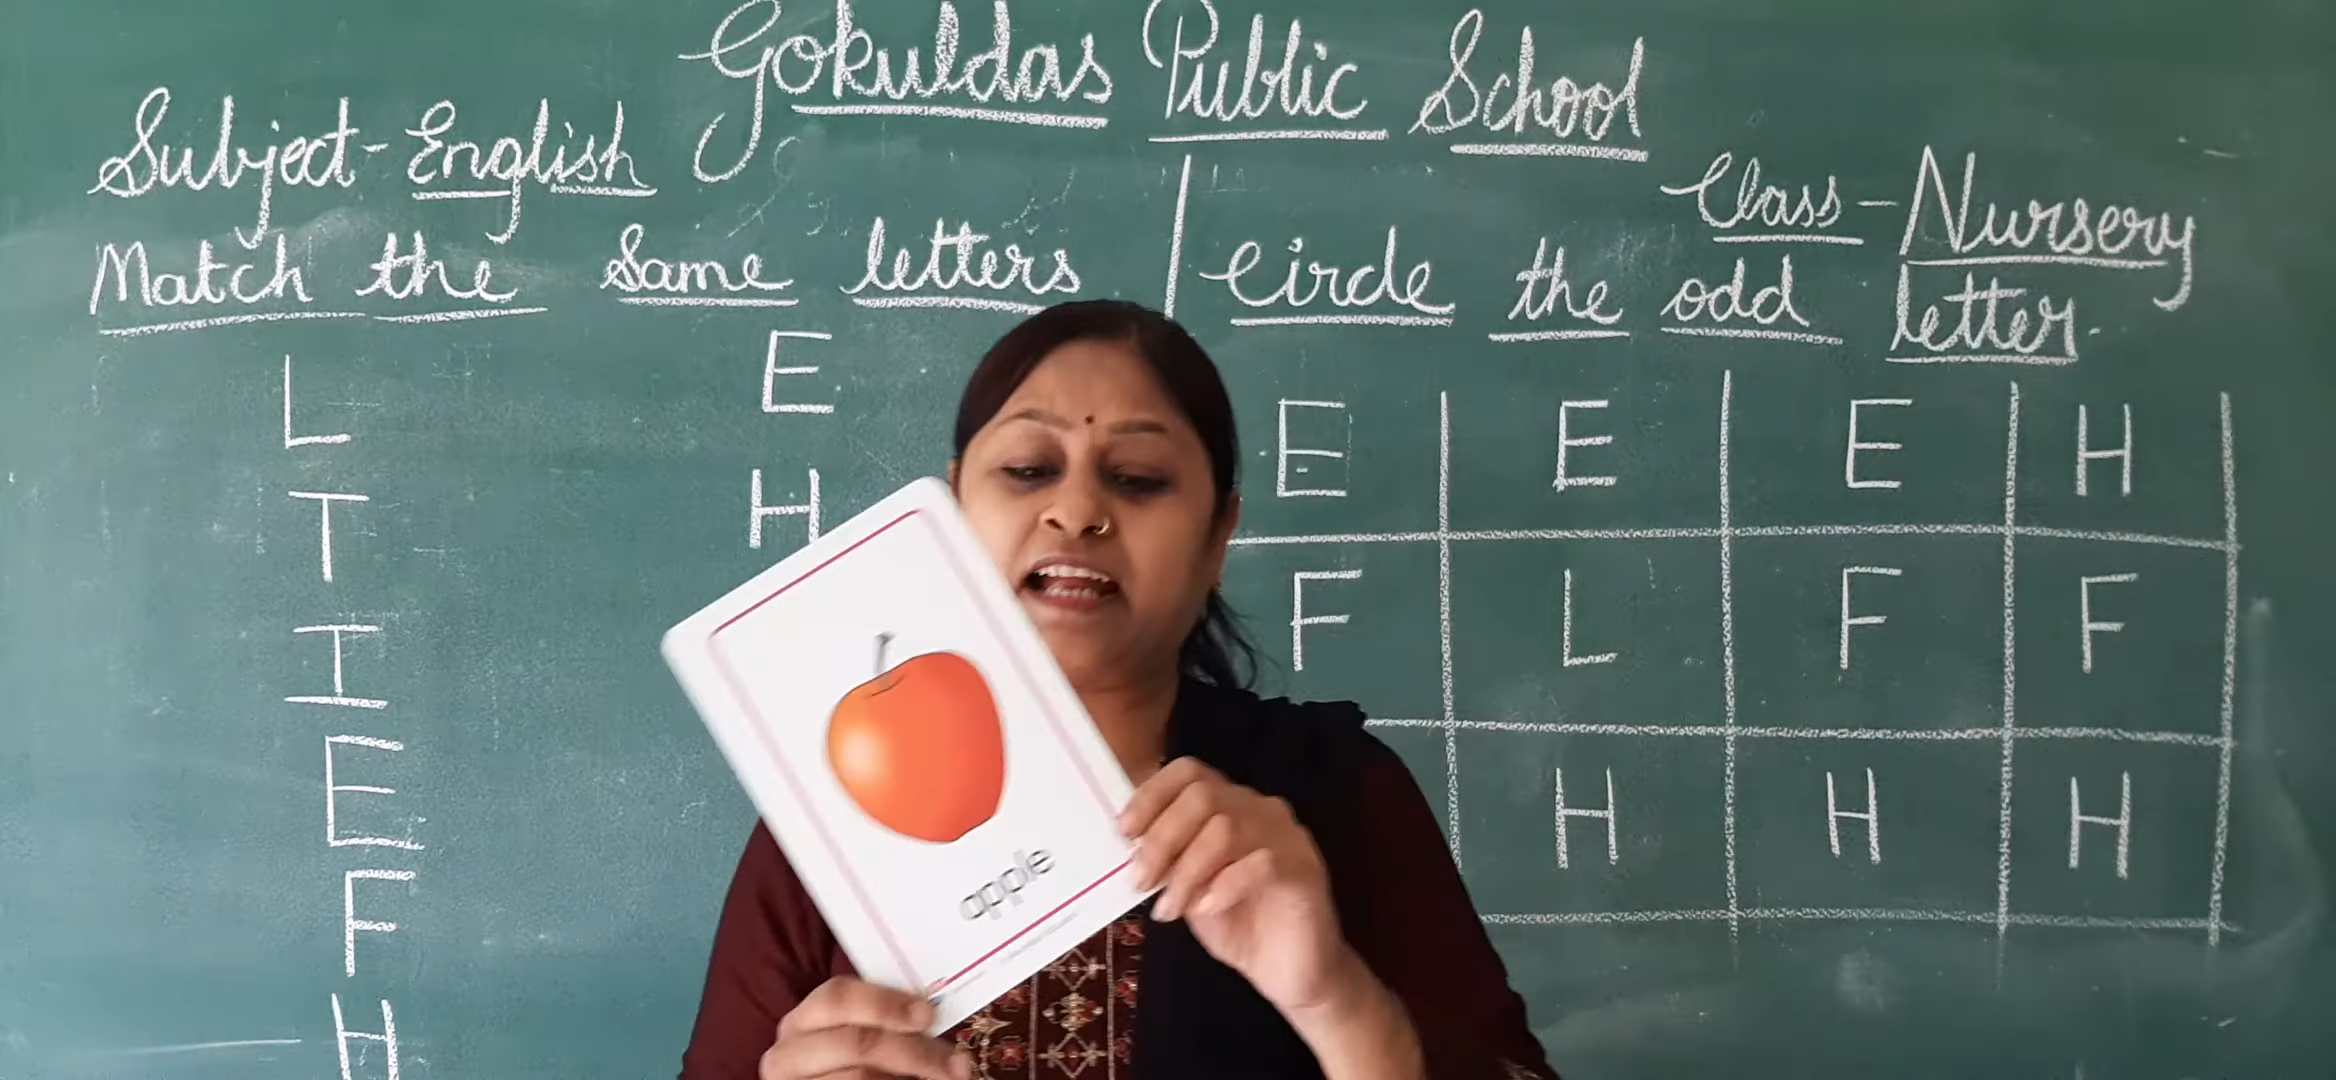 Gokuldas Public School
Subject-English
Class-Nursery
Match the same letters
Circle the odd letter.
L E
T H
I
E
F
H
E E E H
F L F F
H H H
apple